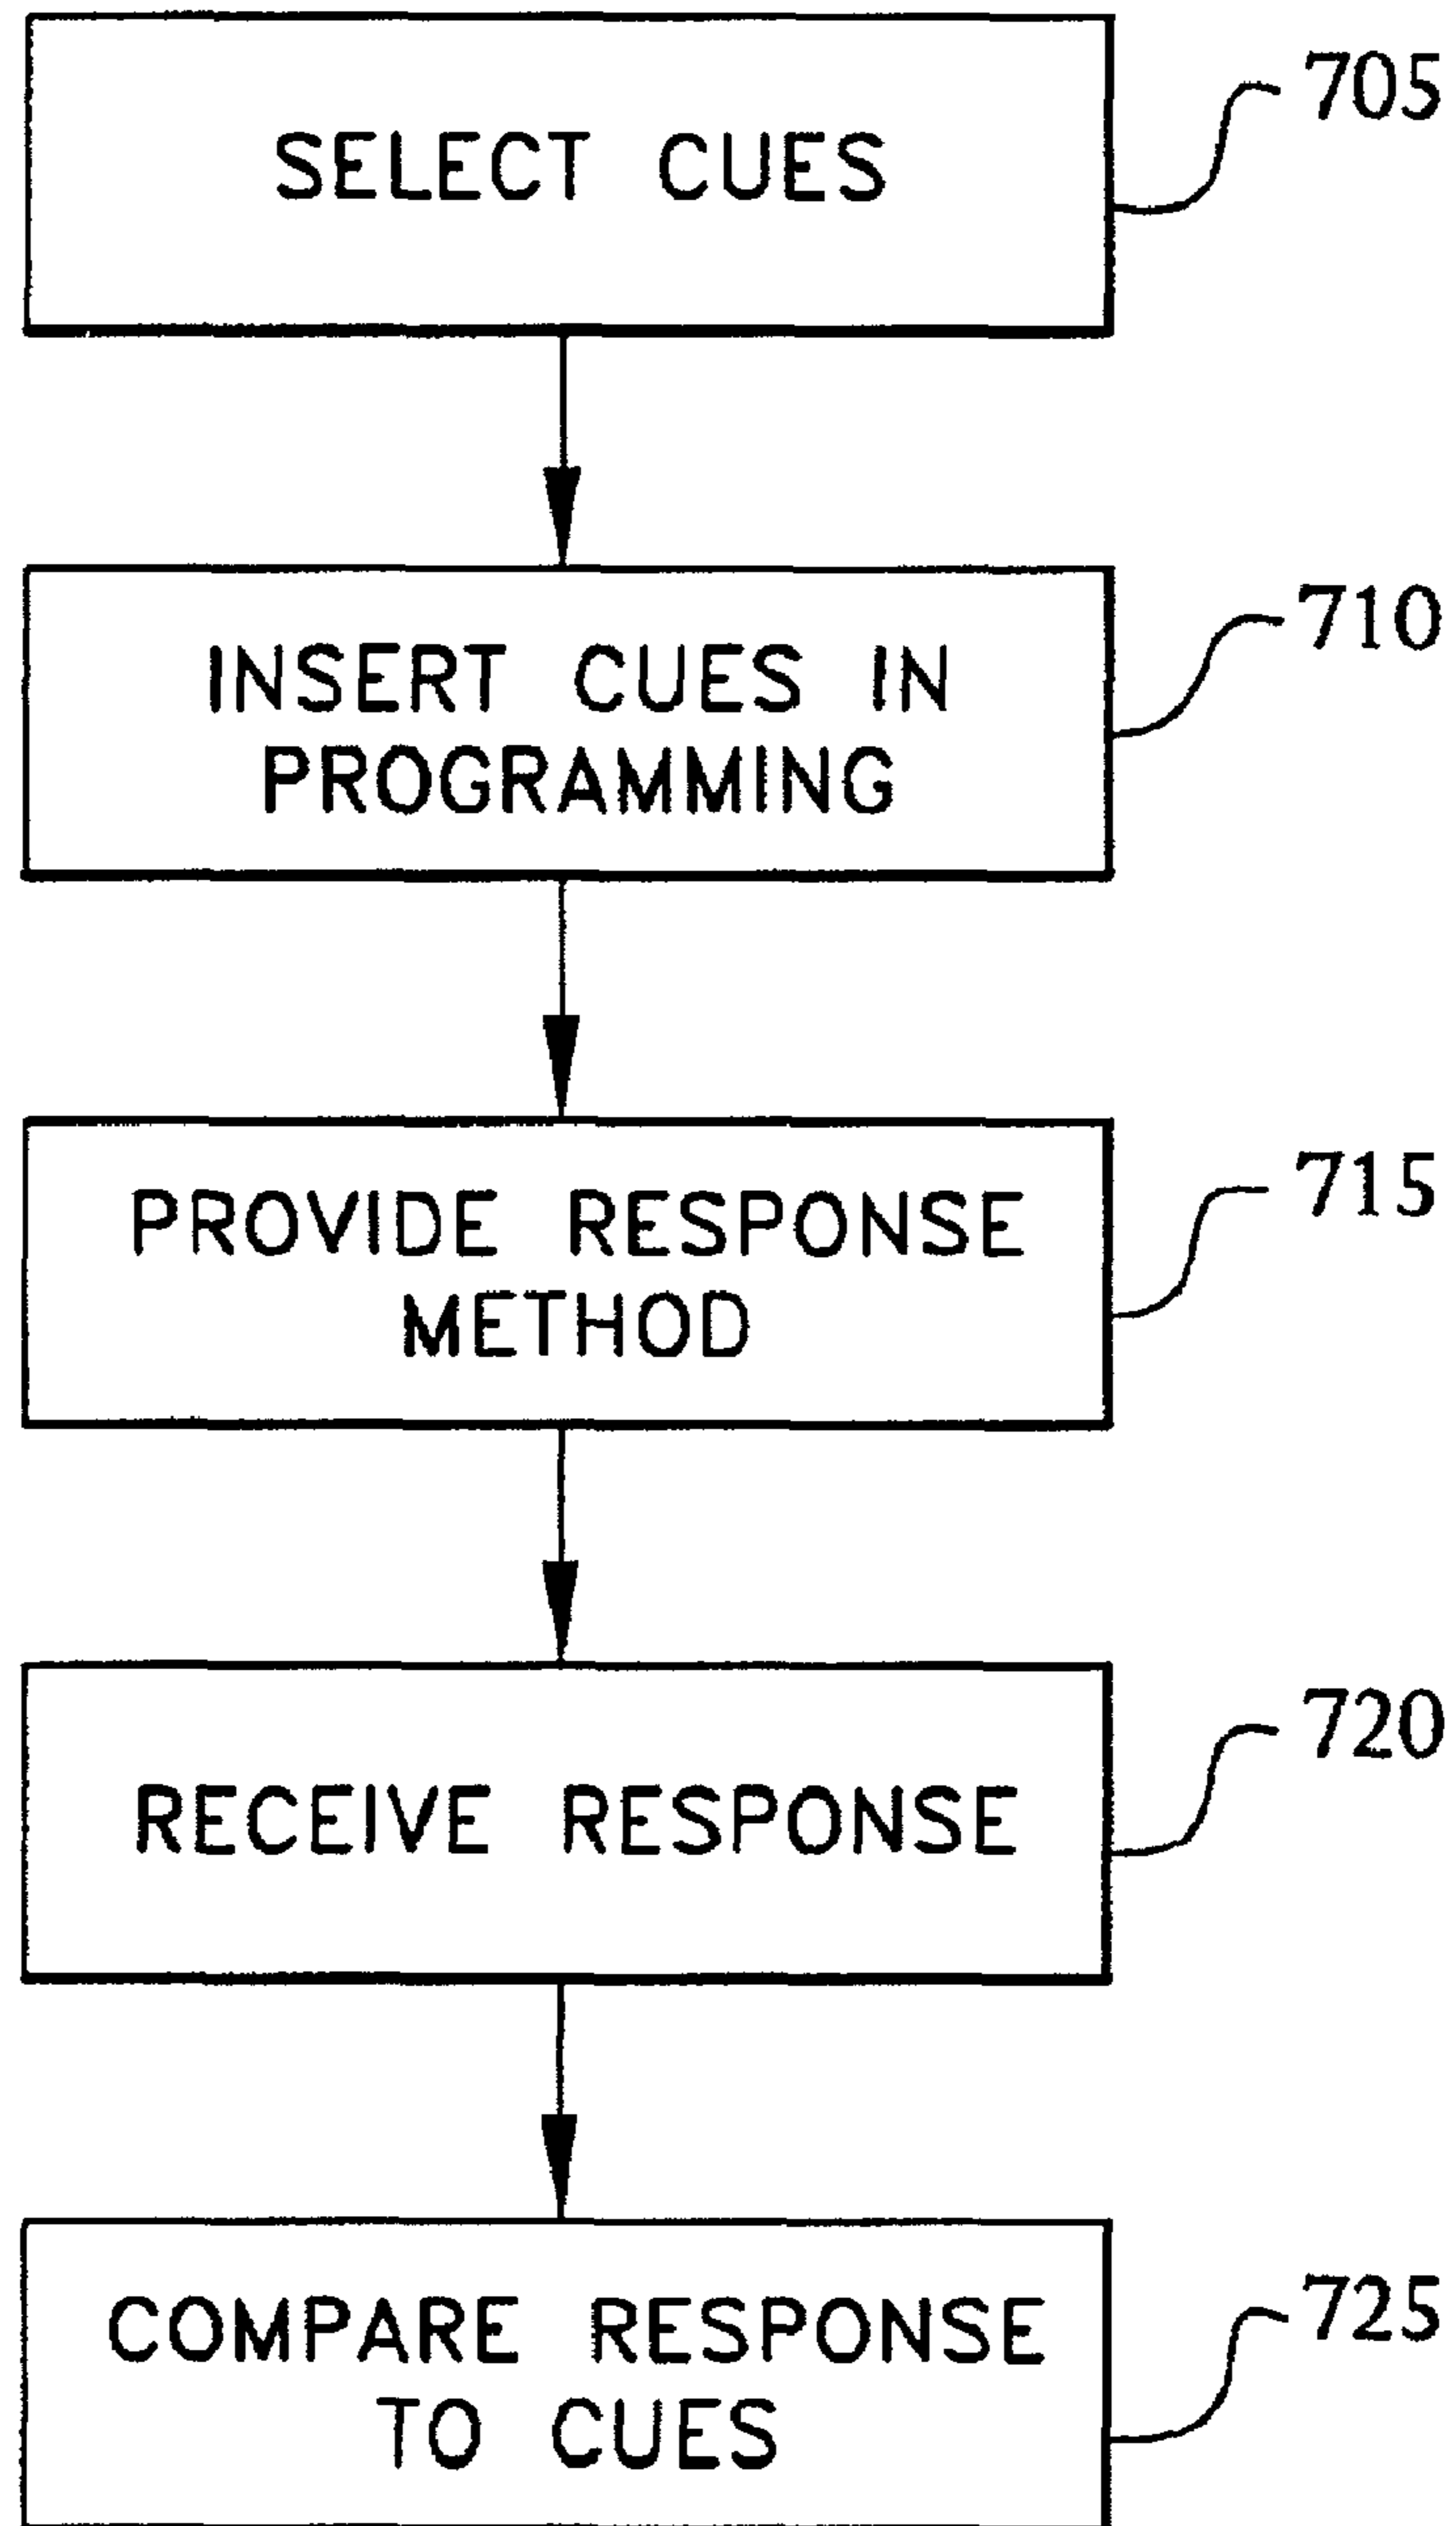 SELECT CUES
705
INSERT CUES IN
PROGRAMMING
710
PROVIDE RESPONSE
METHOD
715
RECEIVE RESPONSE
720
COMPARE RESPONSE
TO CUES
725